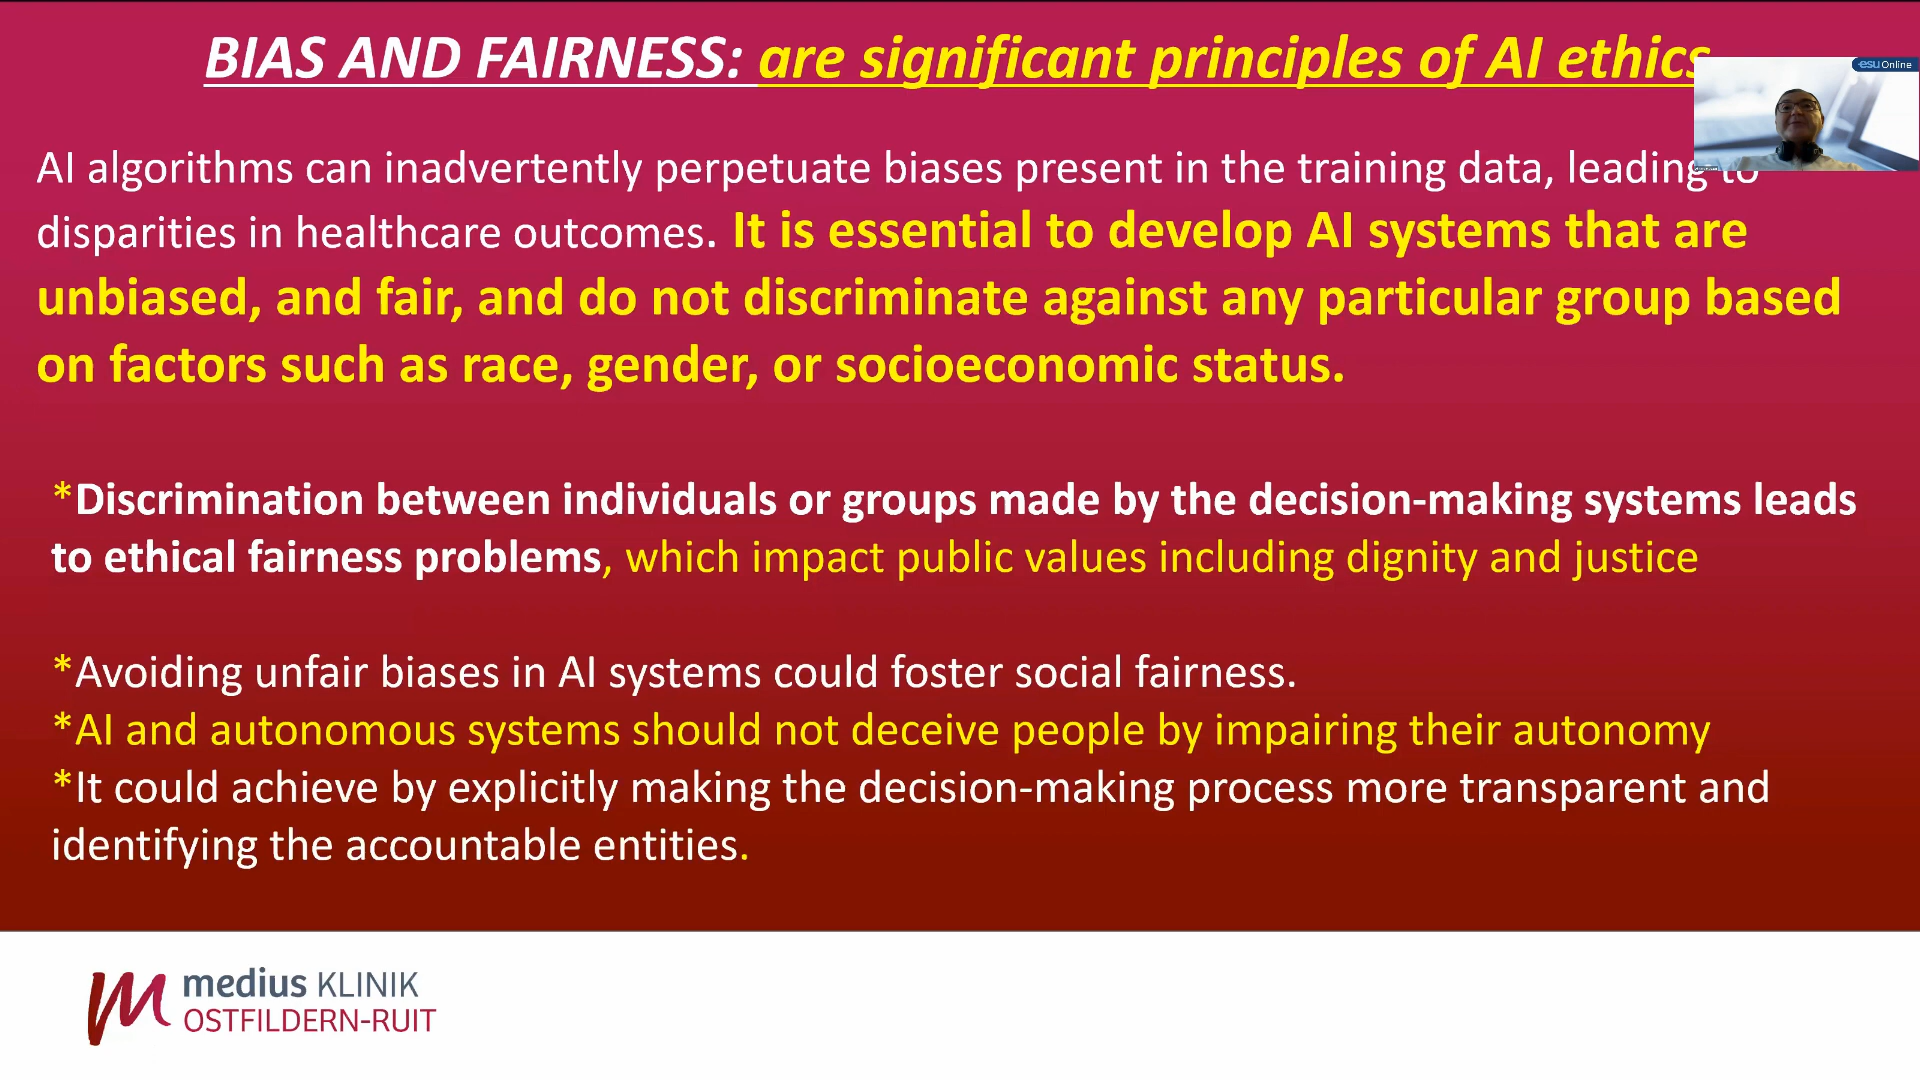 BIAS AND FAIRNESS: are significant principles of AI ethics
esu Online
AI algorithms can inadvertently perpetuate biases present in the training data, leading to
disparities in healthcare outcomes. It is essential to develop AI systems that are
unbiased, and fair, and do not discriminate against any particular group based
on factors such as race, gender, or socioeconomic status.
*Discrimination between individuals or groups made by the decision-making systems leads
to ethical fairness problems, which impact public values including dignity and justice
*Avoiding unfair biases in AI systems could foster social fairness.
*AI and autonomous systems should not deceive people by impairing their autonomy
*It could achieve by explicitly making the decision-making process more transparent and
identifying the accountable entities.
medius KLINIK
OSTFILDERN-RUIT